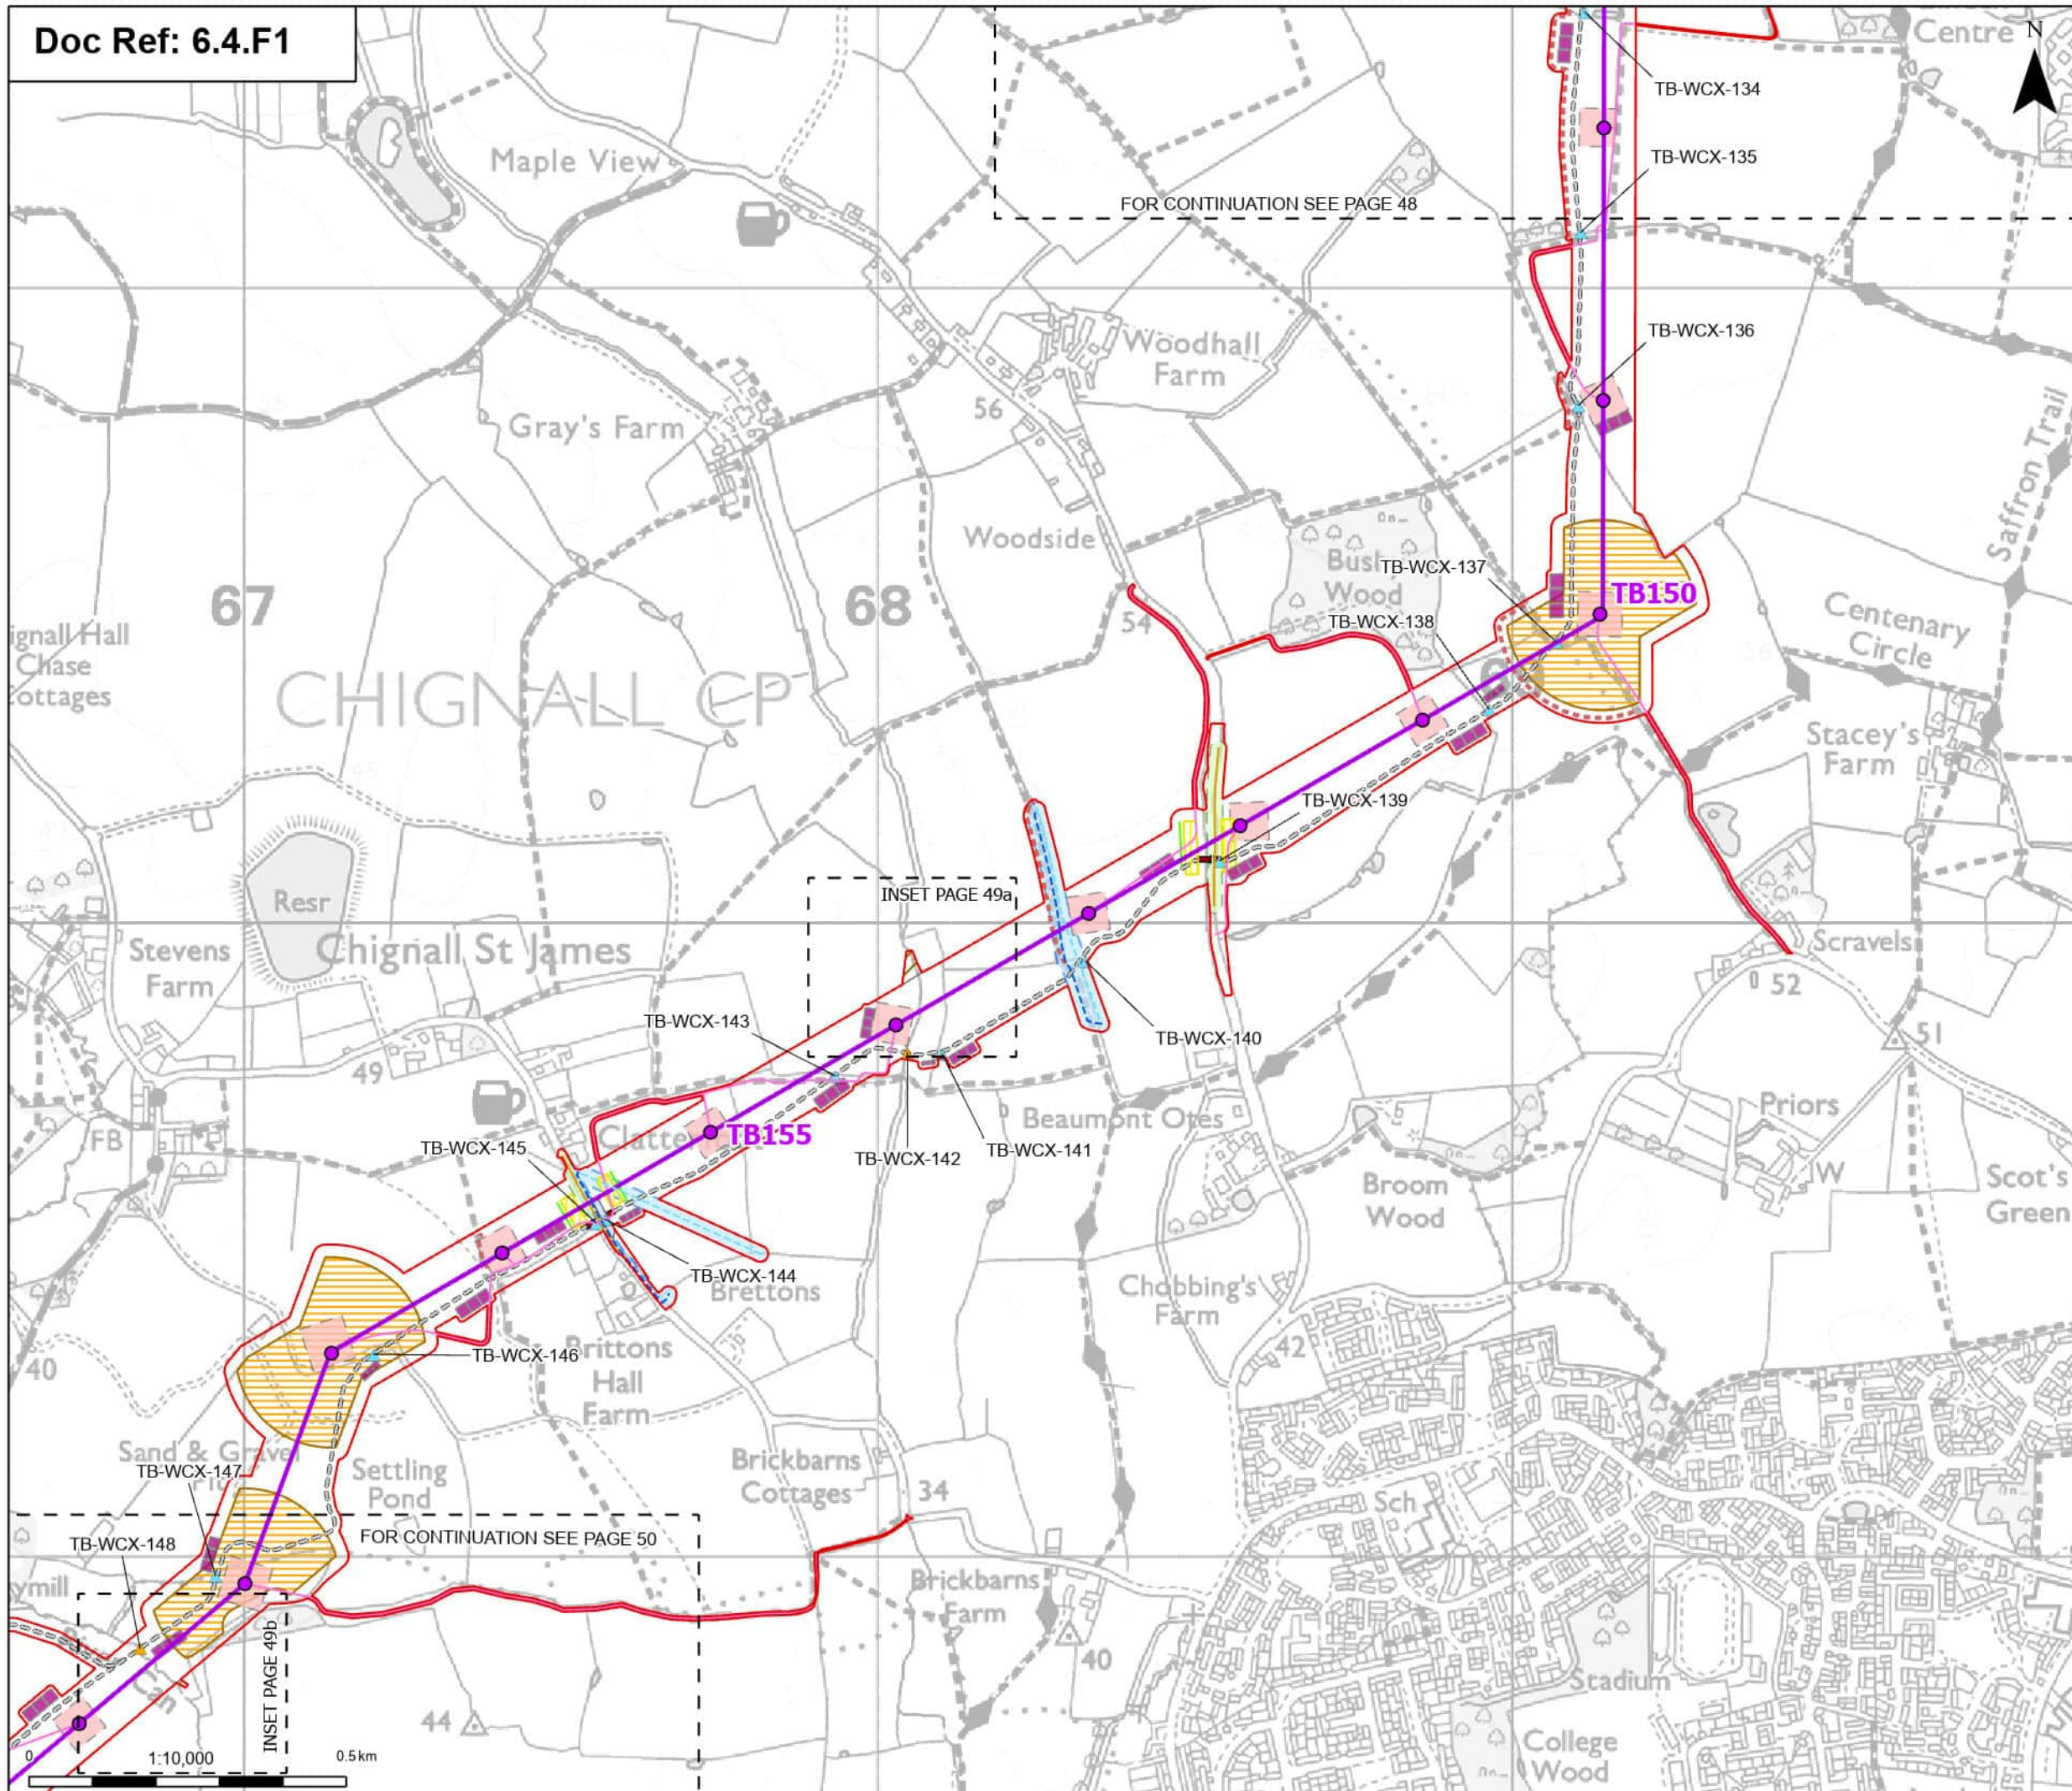 Doc Ref: 6.4.F1
Centre
N
TB-WCX-134
Maple View
TB-WCX-135
FOR CONTINUATION SEE PAGE 48
TB-WCX-136
Woodhall
Farm
56
Gray's Farm
Saffron Trail
Woodside
TB-WCX-137
Bushy
Wood
TB150
67
68
54
TB-WCX-138
Centenary
Circle
ignall Hall
Chase
ottages
CHIGNALL CP
Stacey's
Farm
TB-WCX-139
INSET PAGE 49a
Resr
Stevens
Farm
Chignall St James
Scravels
52
TB-WCX-143
TB-WCX-140
51
49
Beaumont Otes
Priors
FB
Clatte
TB155
TB-WCX-145
TB-WCX-142
TB-WCX-141
W
Broom
Wood
Scot's
Green
TB-WCX-144
Brettons
Chobbing's
Farm
TB-WCX-146
Brittons
Hall
Farm
42
40
Sand & Gravel
TB-WCX-147
Settling
Pond
Brickbarns
Cottages
34
Sch
FOR CONTINUATION SEE PAGE 50
TB-WCX-148
ymill
Brickbarns
Farm
INSET PAGE 49b
Can
40
Stadium
44
College
Wood
0
1:10,000
0.5 km